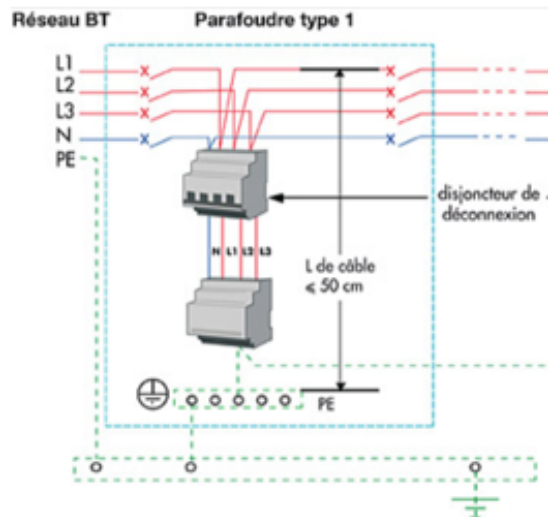 Réseau BT
Parafoudre type 1
L1
L2
L3
N
PE
disjoncteur de
déconnexion
N L1 L2 L3
L de câble
⩽ 50 cm
PE